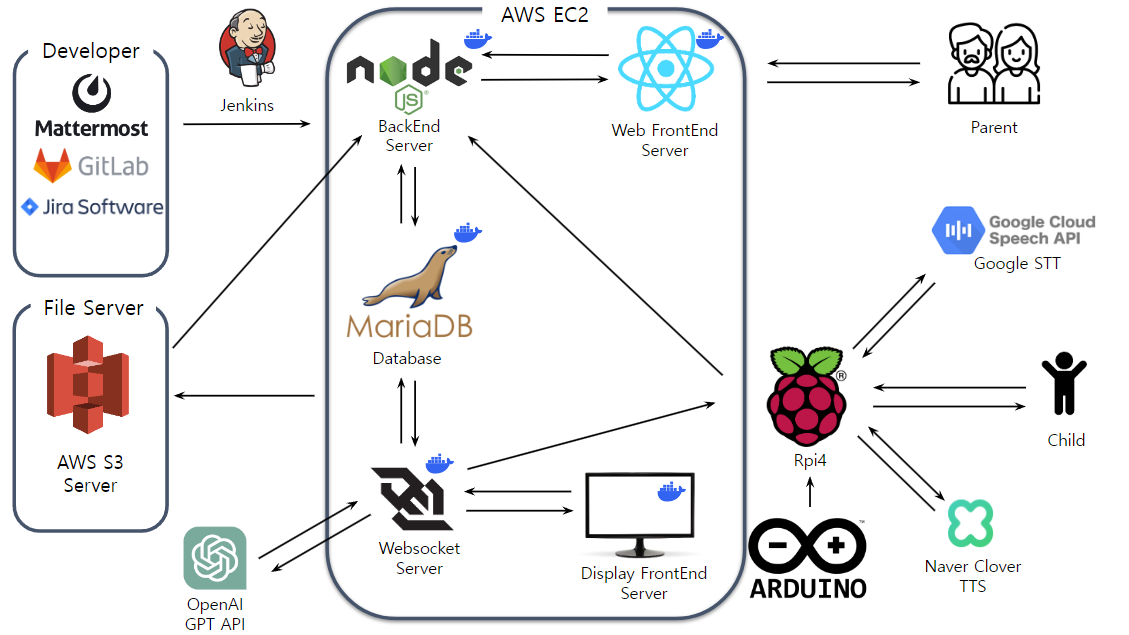 AWS EC2
Developer
Mattermost
GitLab
Jira Software
Jenkins
node
JS
BackEnd
Server
Web FrontEnd
Server
Parent
File Server
AWS S3
Server
MariaDB
Database
Google Cloud
Speech API
Google STT
®
Rpi4
Child
Websocket
Server
Display FrontEnd
Server
OpenAI
GPT API
™
ARDUINO
Naver Clover
TTS